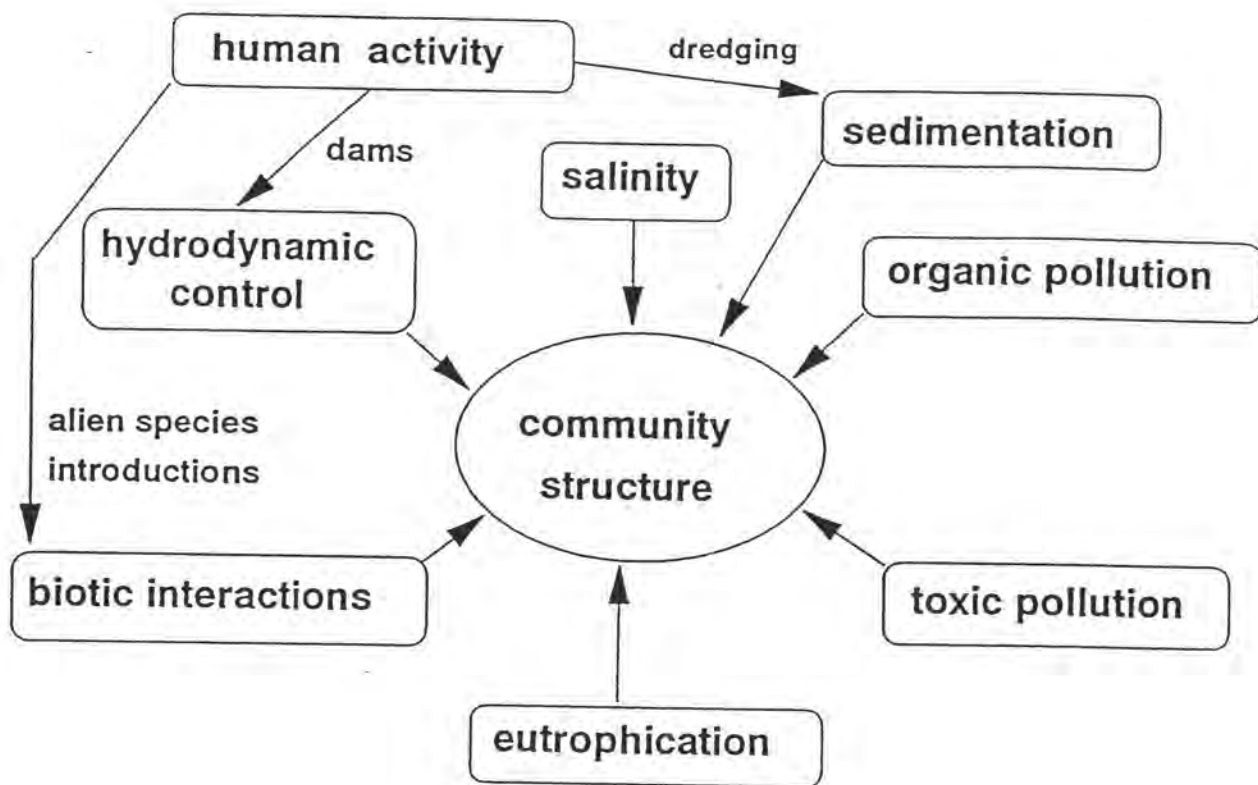 human activity
dredging
sedimentation
dams
salinity
hydrodynamic
control
organic pollution
alien species
introductions
community
structure
biotic interactions
toxic pollution
eutrophication